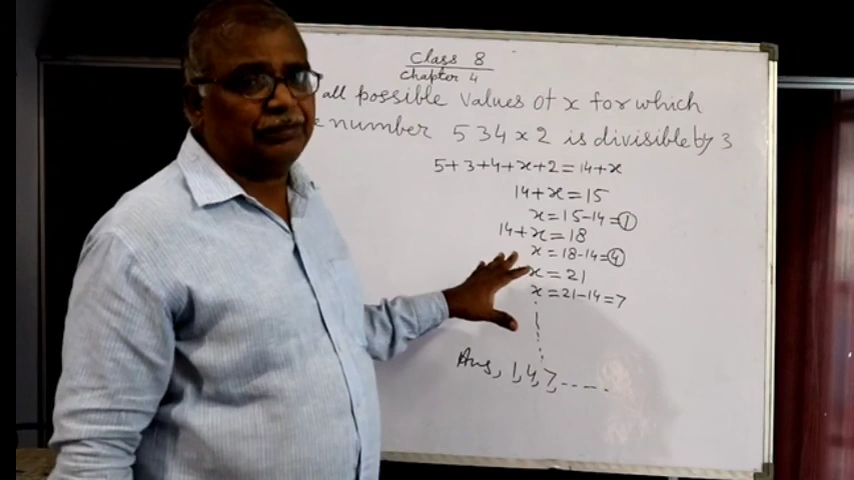 Class 8
Chapter 4
all possible values of x for which
e number 534x2 is divisible by 3
5+3+4+x+2=14+x
14+x=15
x=15-14=1
14+x=18
x=18-14=4
x=21
x=21-14=7
Ans, 1,4,7,-----